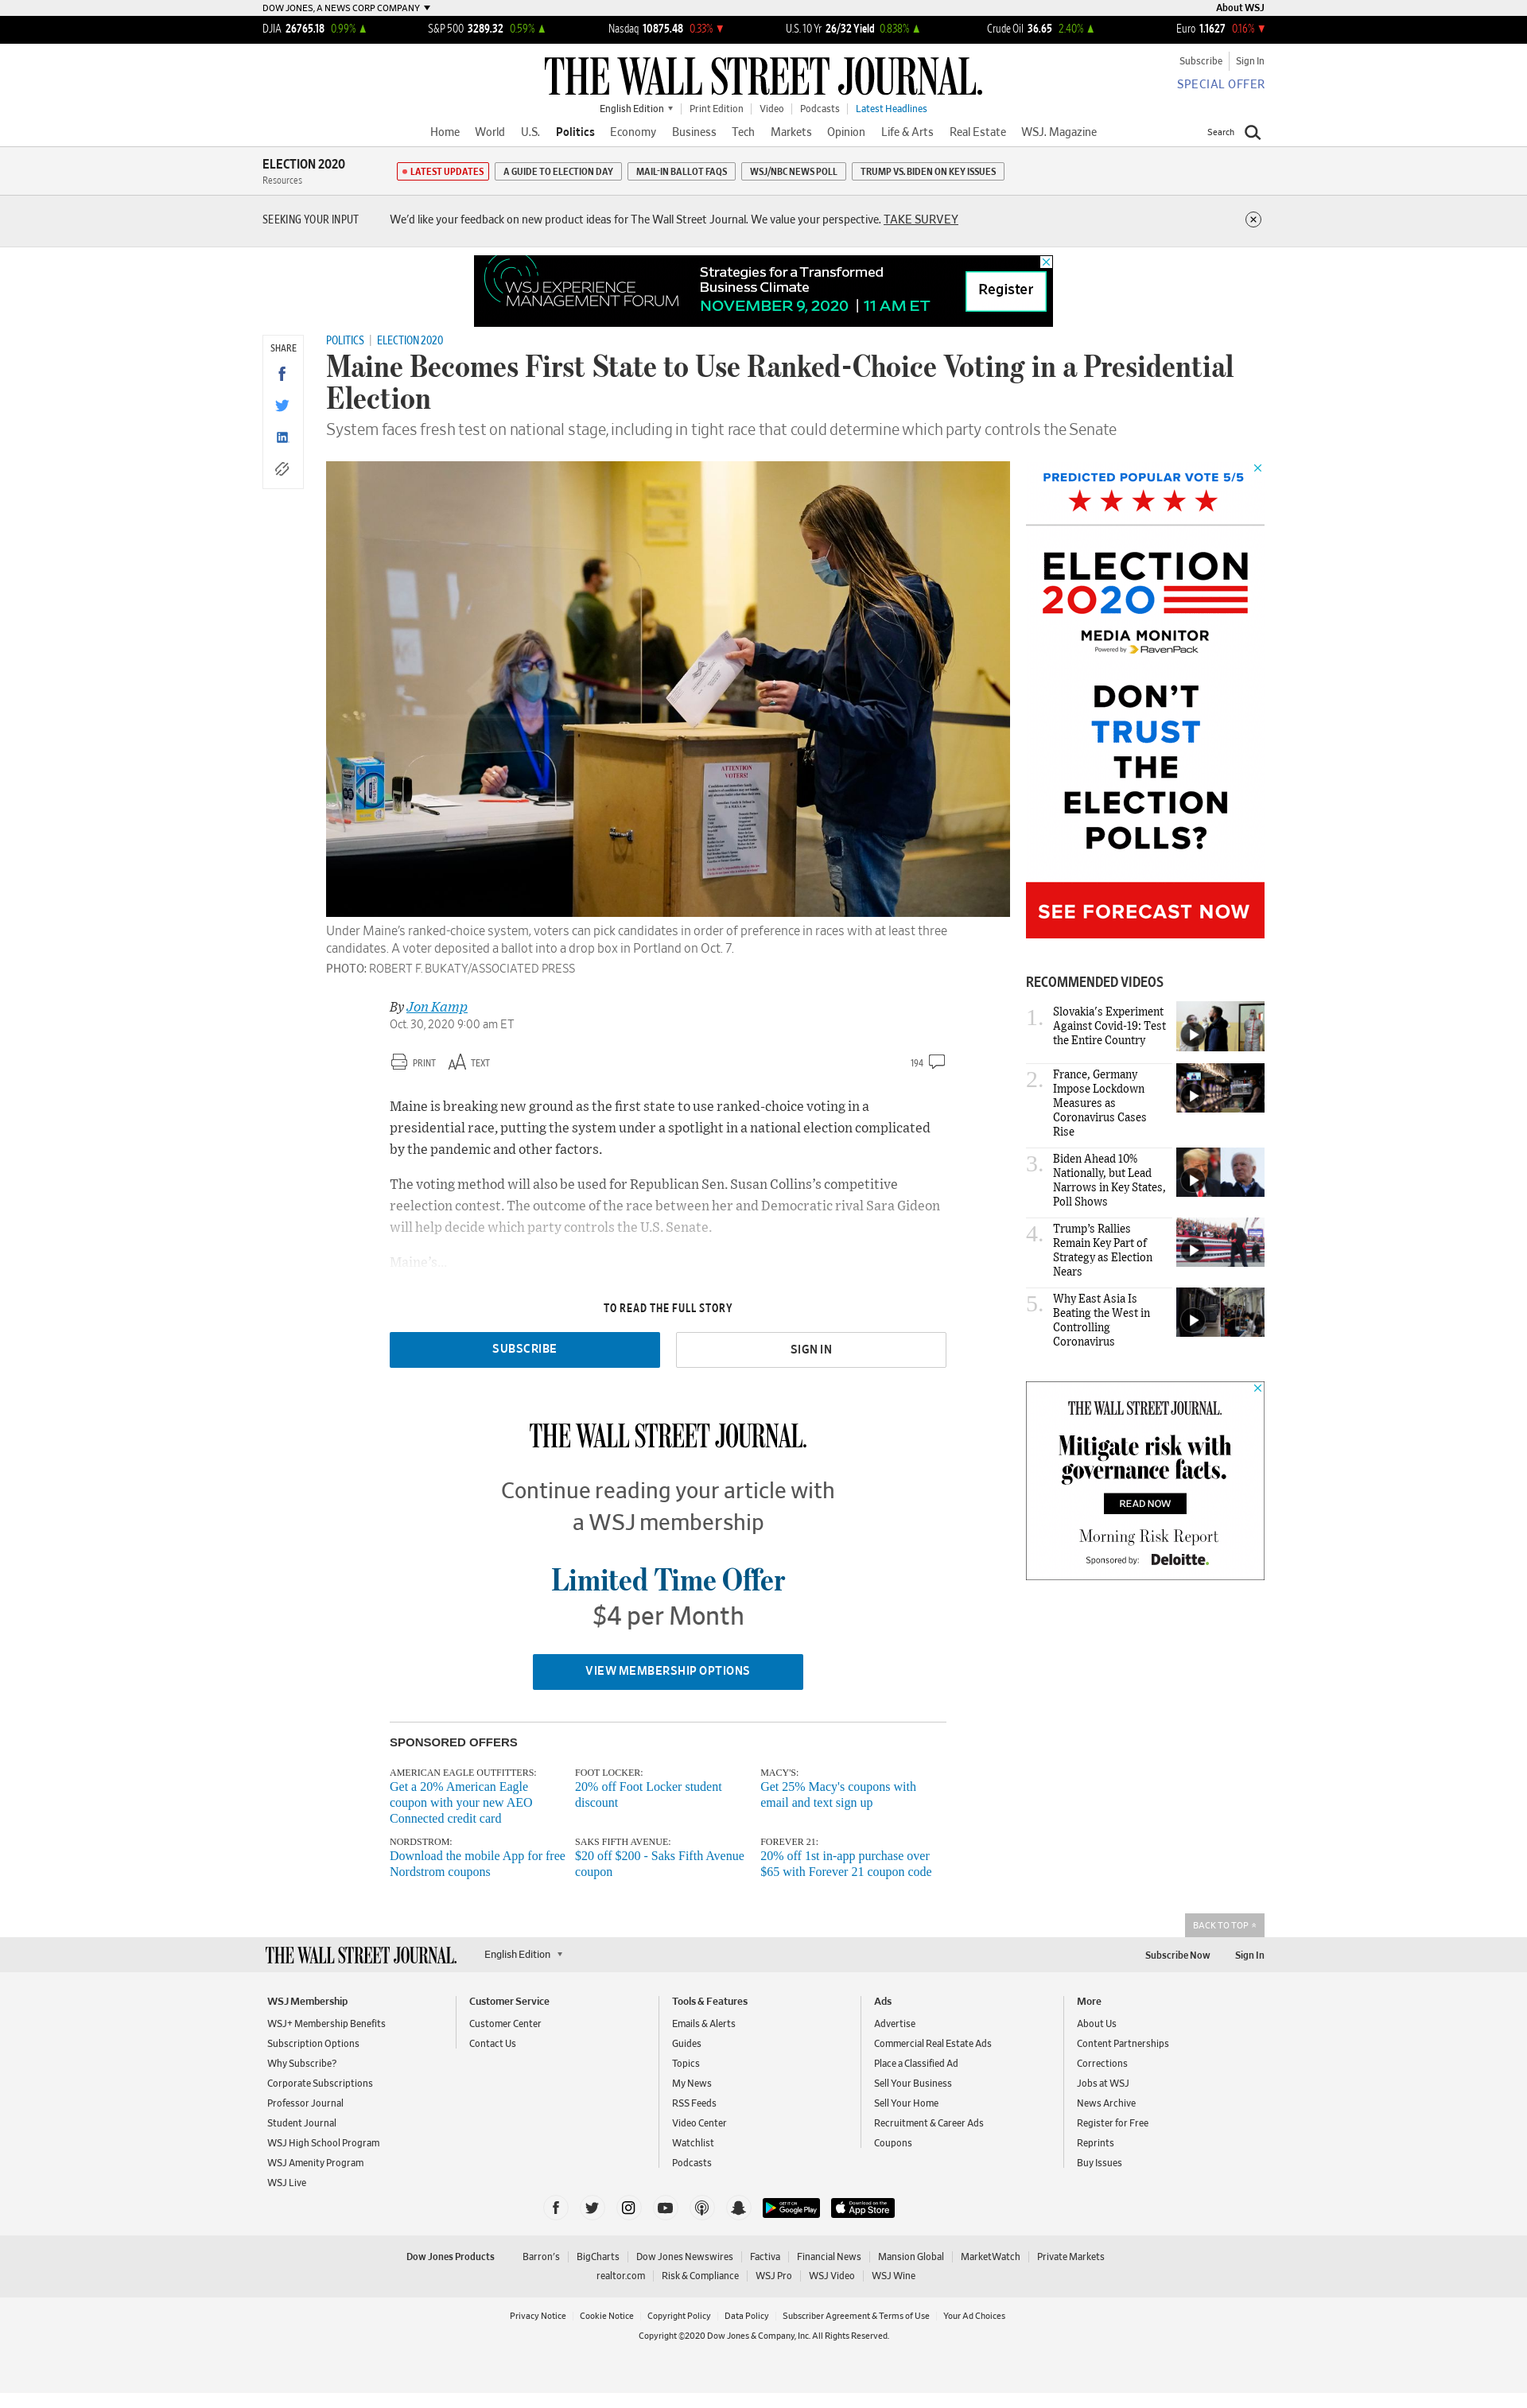 DOW JONES, A NEWS CORP COMPANY
About WSJ
DJIA 26765.18 0.99%
S&P 500 3289.32 0.59%
Nasdaq 10875.48 0.33%
U.S. 10 Yr 26/32 Yield 0.838%
Crude Oil 36.65 2.40%
Euro 1.1627 0.16%
THE WALL STREET JOURNAL.
Subscribe
Sign In
SPECIAL OFFER
English Edition
Print Edition
Video
Podcasts
Latest Headlines
Home
World
U.S.
Politics
Economy
Business
Tech
Markets
Opinion
Life & Arts
Real Estate
WSJ. Magazine
Search
ELECTION 2020
Resources
LATEST UPDATES
A GUIDE TO ELECTION DAY
MAIL-IN BALLOT FAQS
WSJ/NBC NEWS POLL
TRUMP VS. BIDEN ON KEY ISSUES
SEEKING YOUR INPUT
We'd like your feedback on new product ideas for The Wall Street Journal. We value your perspective. TAKE SURVEY
WSJ EXPERIENCE
MANAGEMENT FORUM
Strategies for a Transformed
Business Climate
NOVEMBER 9, 2020 | 11 AM ET
Register
SHARE
POLITICS | ELECTION 2020
Maine Becomes First State to Use Ranked-Choice Voting in a Presidential
Election
System faces fresh test on national stage, including in tight race that could determine which party controls the Senate
ATTENTION
VOTERS!
Under Maine's ranked-choice system, voters can pick candidates in order of preference in races with at least three
candidates. A voter deposited a ballot into a drop box in Portland on Oct. 7.
PHOTO: ROBERT F. BUKATY/ASSOCIATED PRESS
By Jon Kamp
Oct. 30, 2020 9:00 am ET
PRINT
TEXT
194
Maine is breaking new ground as the first state to use ranked-choice voting in a
presidential race, putting the system under a spotlight in a national election complicated
by the pandemic and other factors.
The voting method will also be used for Republican Sen. Susan Collins's competitive
reelection contest. The outcome of the race between her and Democratic rival Sara Gideon
will help decide which party controls the U.S. Senate.
Maine's...
TO READ THE FULL STORY
SUBSCRIBE
SIGN IN
THE WALL STREET JOURNAL.
Continue reading your article with
a WSJ membership
Limited Time Offer
$4 per Month
VIEW MEMBERSHIP OPTIONS
PREDICTED POPULAR VOTE 5/5
ELECTION
2020
MEDIA MONITOR
Powered by RavenPack
DON'T
TRUST
THE
ELECTION
POLLS?
SEE FORECAST NOW
RECOMMENDED VIDEOS
1.
Slovakia's Experiment
Against Covid-19: Test
the Entire Country
2.
France, Germany
Impose Lockdown
Measures as
Coronavirus Cases
Rise
3.
Biden Ahead 10%
Nationally, but Lead
Narrows in Key States,
Poll Shows
4.
Trump's Rallies
Remain Key Part of
Strategy as Election
Nears
5.
Why East Asia Is
Beating the West in
Controlling
Coronavirus
THE WALL STREET JOURNAL.
Mitigate risk with
governance facts.
READ NOW
Morning Risk Report
Sponsored by: Deloitte.
SPONSORED OFFERS
AMERICAN EAGLE OUTFITTERS:
Get a 20% American Eagle
coupon with your new AEO
Connected credit card
FOOT LOCKER:
20% off Foot Locker student
discount
MACY'S:
Get 25% Macy's coupons with
email and text sign up
NORDSTROM:
Download the mobile App for free
Nordstrom coupons
SAKS FIFTH AVENUE:
$20 off $200 - Saks Fifth Avenue
coupon
FOREVER 21:
20% off 1st in-app purchase over
$65 with Forever 21 coupon code
BACK TO TOP
THE WALL STREET JOURNAL.
English Edition
Subscribe Now
Sign In
WSJ Membership
WSJ+ Membership Benefits
Subscription Options
Why Subscribe?
Corporate Subscriptions
Professor Journal
Student Journal
WSJ High School Program
WSJ Amenity Program
WSJ Live
Customer Service
Customer Center
Contact Us
Tools & Features
Emails & Alerts
Guides
Topics
My News
RSS Feeds
Video Center
Watchlist
Podcasts
Ads
Advertise
Commercial Real Estate Ads
Place a Classified Ad
Sell Your Business
Sell Your Home
Recruitment & Career Ads
Coupons
More
About Us
Content Partnerships
Corrections
Jobs at WSJ
News Archive
Register for Free
Reprints
Buy Issues
GET IT ON
Google Play
Download on the
App Store
Dow Jones Products
Barron's
BigCharts
Dow Jones Newswires
Factiva
Financial News
Mansion Global
MarketWatch
Private Markets
realtor.com
Risk & Compliance
WSJ Pro
WSJ Video
WSJ Wine
Privacy Notice
Cookie Notice
Copyright Policy
Data Policy
Subscriber Agreement & Terms of Use
Your Ad Choices
Copyright ©2020 Dow Jones & Company, Inc. All Rights Reserved.